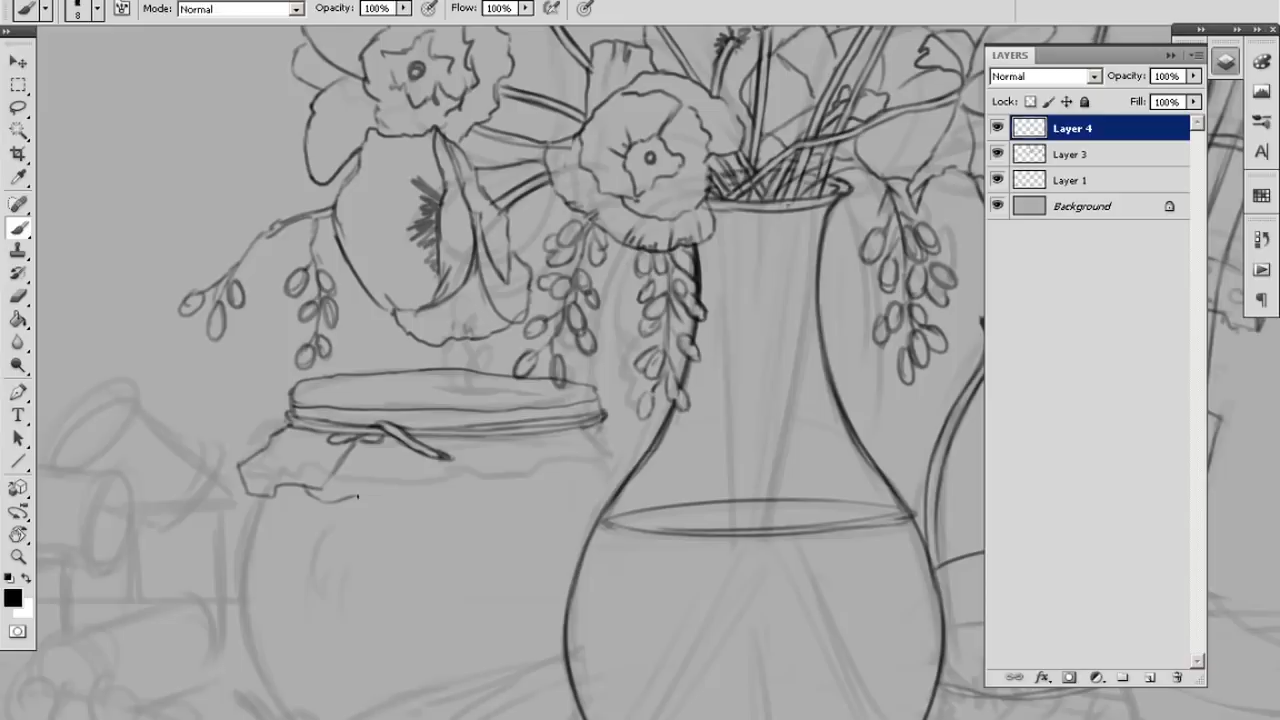 8
Mode: Normal Opacity: 100% Flow: 100%
LAYERS
Normal Opacity: 100%
Lock: Fill: 100%
Layer 4
Layer 3
Layer 1
Background